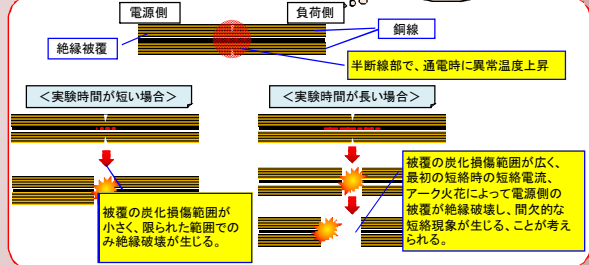 電源側
負荷側
絶縁被覆
銅線
半断線部で、通電時に異常温度上昇
＜実験時間が短い場合＞
＜実験時間が長い場合＞
被覆の炭化損傷範囲が
小さく、限られた範囲での
み絶縁破壊が生じる。
被覆の炭化損傷範囲が広く、
最初の短絡時の短絡電流、
アーク火花によって電源側の
被覆が絶縁破壊し、間欠的な
短絡現象が生じる、ことが考え
られる。